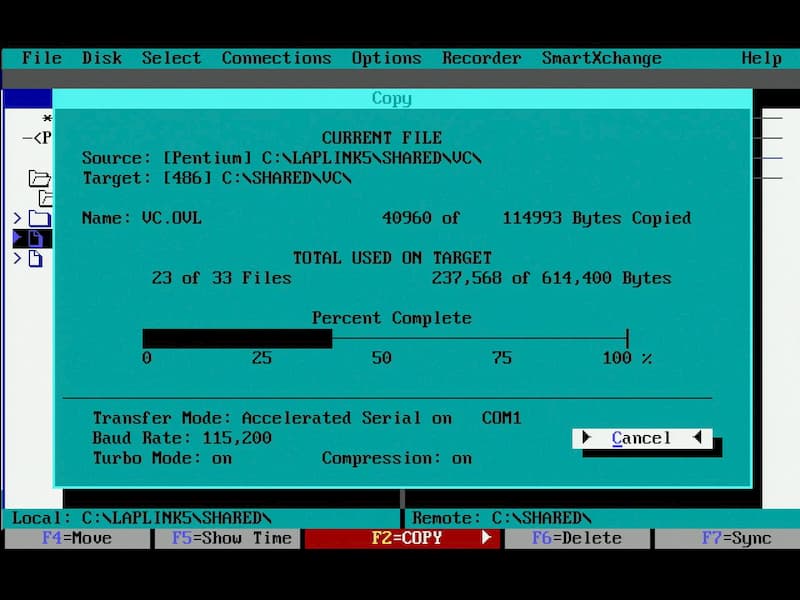 File Disk Select Connections Options Recorder SmartXchange Help
Copy
*
<P
CURRENT FILE
Source: [Pentium] C:\LAPLINK5\SHARED\VC\
Target: [486] C:\SHARED\VC\
Name: VC.OVL 40960 of 114993 Bytes Copied
TOTAL USED ON TARGET
23 of 33 Files 237,568 of 614,400 Bytes
Percent Complete
0 25 50 75 100 %
Transfer Mode: Accelerated Serial on COM1
Baud Rate: 115,200
Cancel
Turbo Mode: on Compression: on
Local: C:\LAPLINK5\SHARED\ Remote: C:\SHARED\
F4=Move F5=Show Time F2=COPY F6=Delete F7=Sync